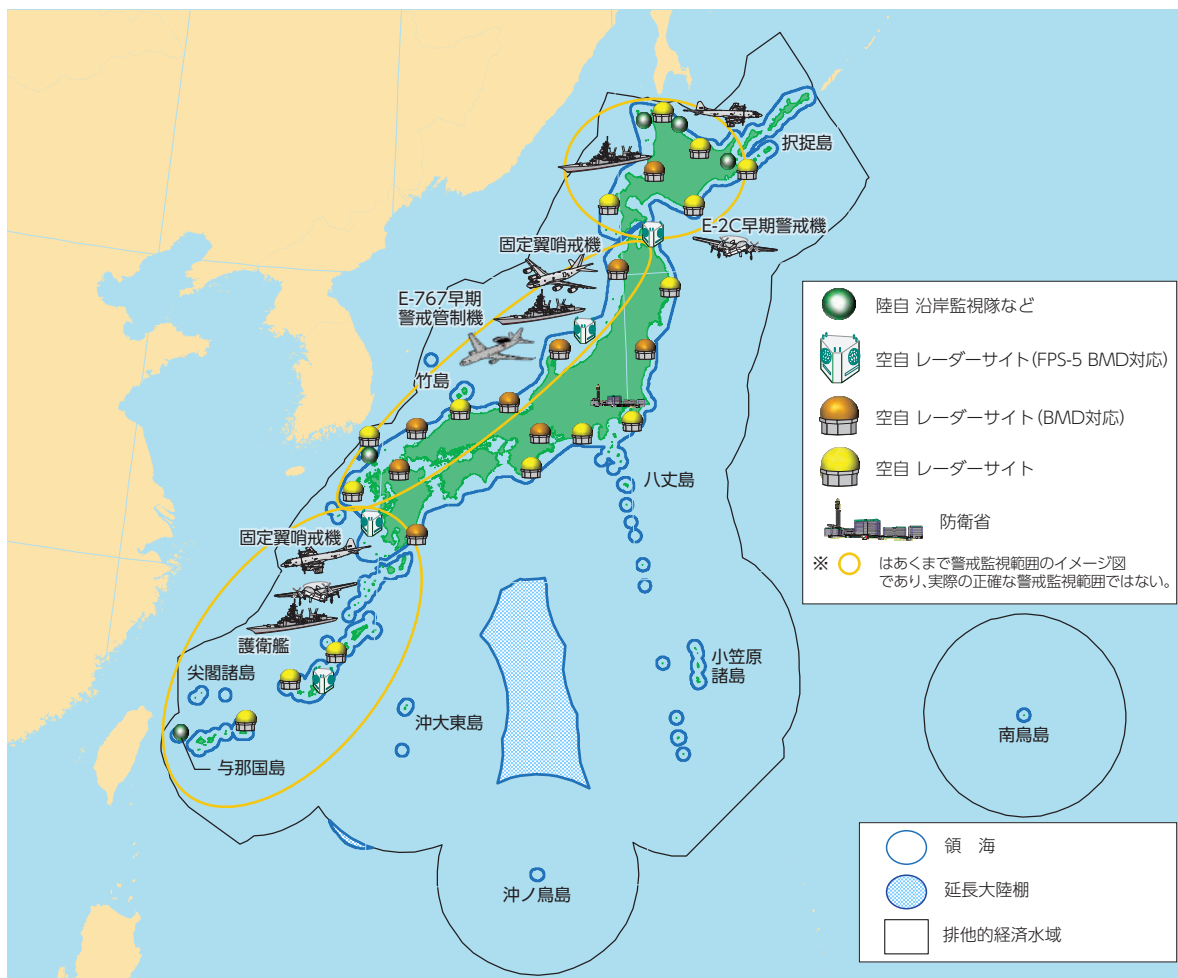 択捉島
E-2C早期警戒機
固定翼哨戒機
E-767早期
警戒管制機
竹島
八丈島
固定翼哨戒機
護衛艦
尖閣諸島
与那国島
沖大東島
小笠原
諸島
南鳥島
沖ノ鳥島
陸自 沿岸監視隊など
空自 レーダーサイト(FPS-5 BMD対応)
空自 レーダーサイト(BMD対応)
空自 レーダーサイト
防衛省
※ はあくまで警戒監視範囲のイメージ図
であり、実際の正確な警戒監視範囲ではない。
領 海
延長大陸棚
排他的経済水域